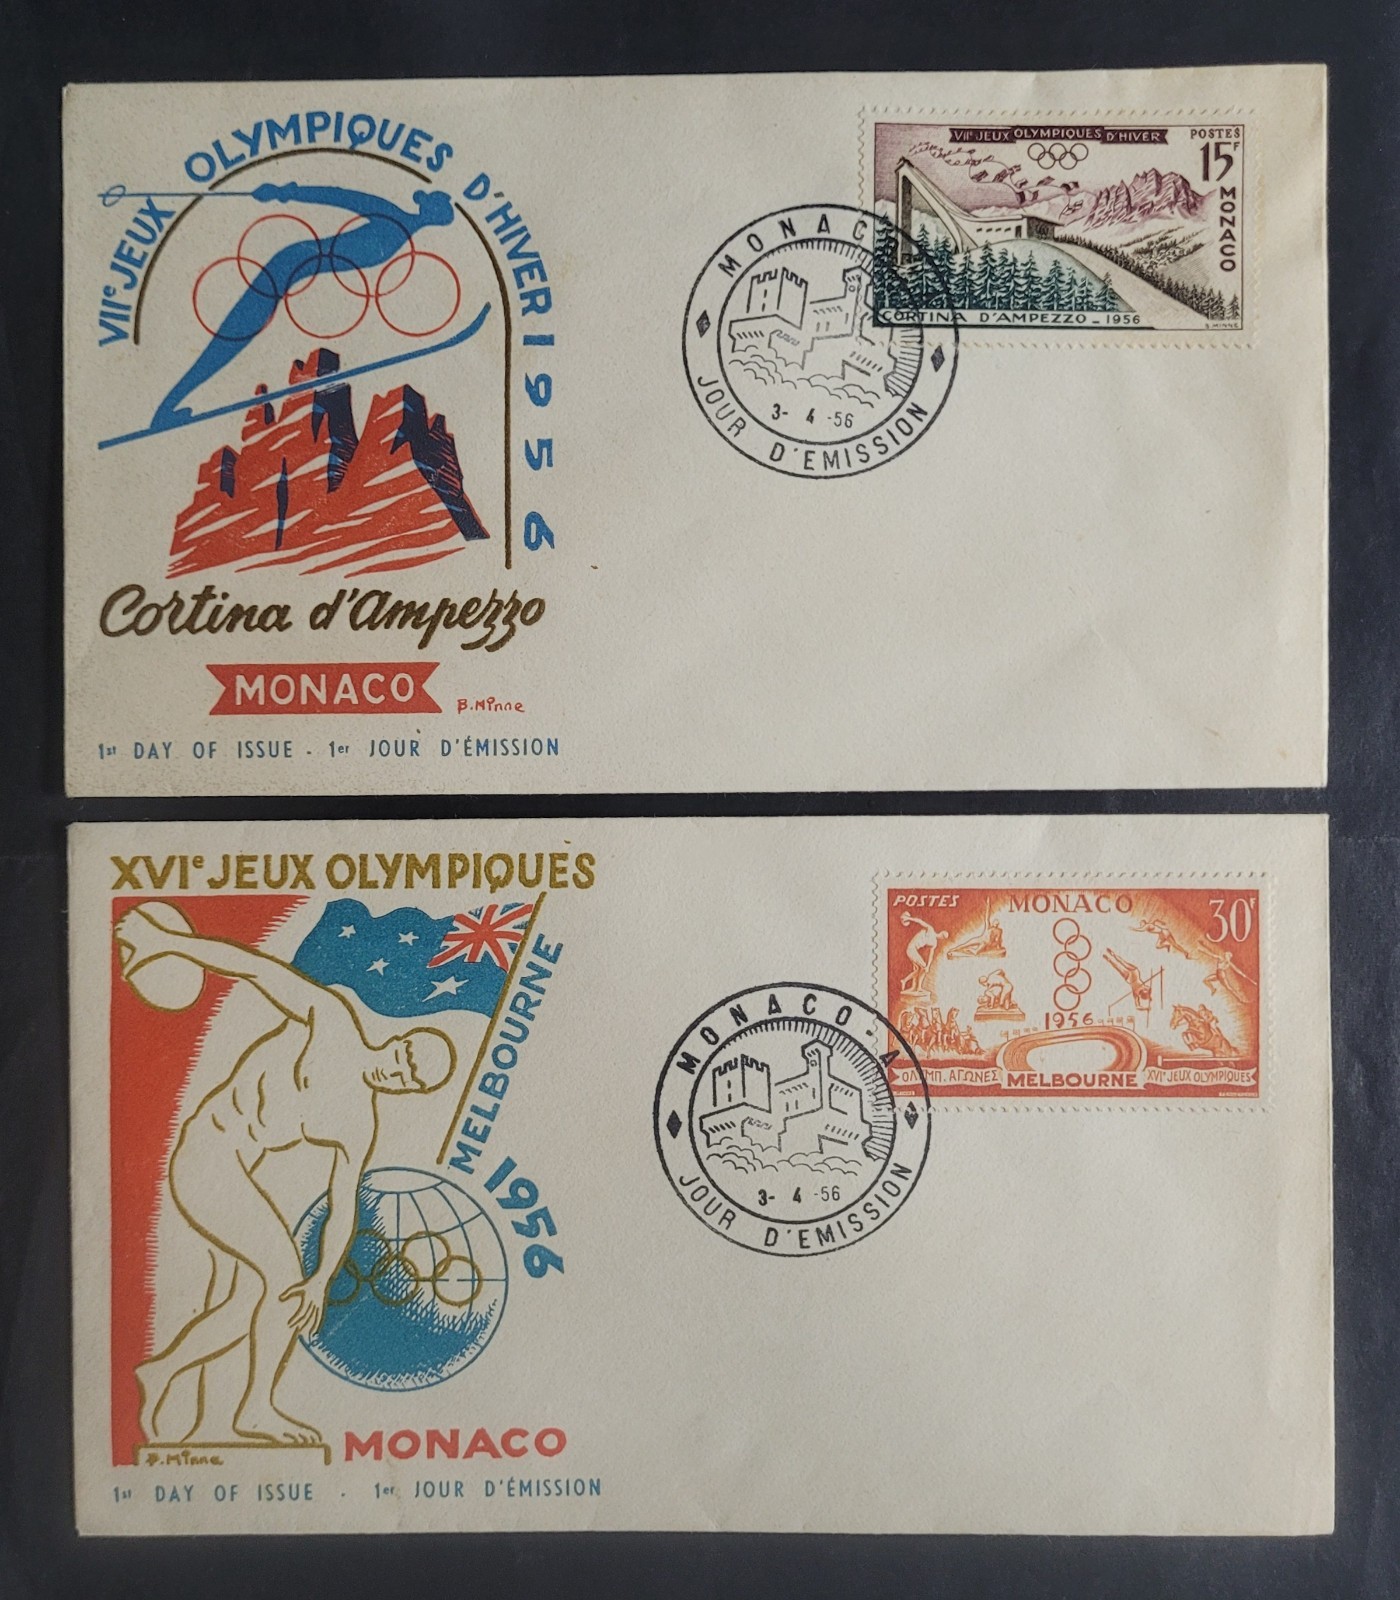 VIIe JEUX OLYMPIQUES D'HIVER 1956
Cortina d'Ampezzo
MONACO
B. Minne
1st DAY OF ISSUE - 1er JOUR D'ÉMISSION
MONACO
JOUR D'EMISSION
3- 4 -56
VIIe JEUX OLYMPIQUES D'HIVER
POSTES
15F
MONACO
CORTINA D'AMPEZZO - 1956
B. MINNE
XVIe JEUX OLYMPIQUES
MELBOURNE 1956
B. Minne
MONACO
1st DAY OF ISSUE - 1er JOUR D'ÉMISSION
MONACO-A
JOUR D'EMISSION
3- 4 -56
POSTES
MONACO
30F
1956
ΟΛΥΜΠ. ΑΓΩΝΕΣ
MELBOURNE
XVIe JEUX OLYMPIQUES